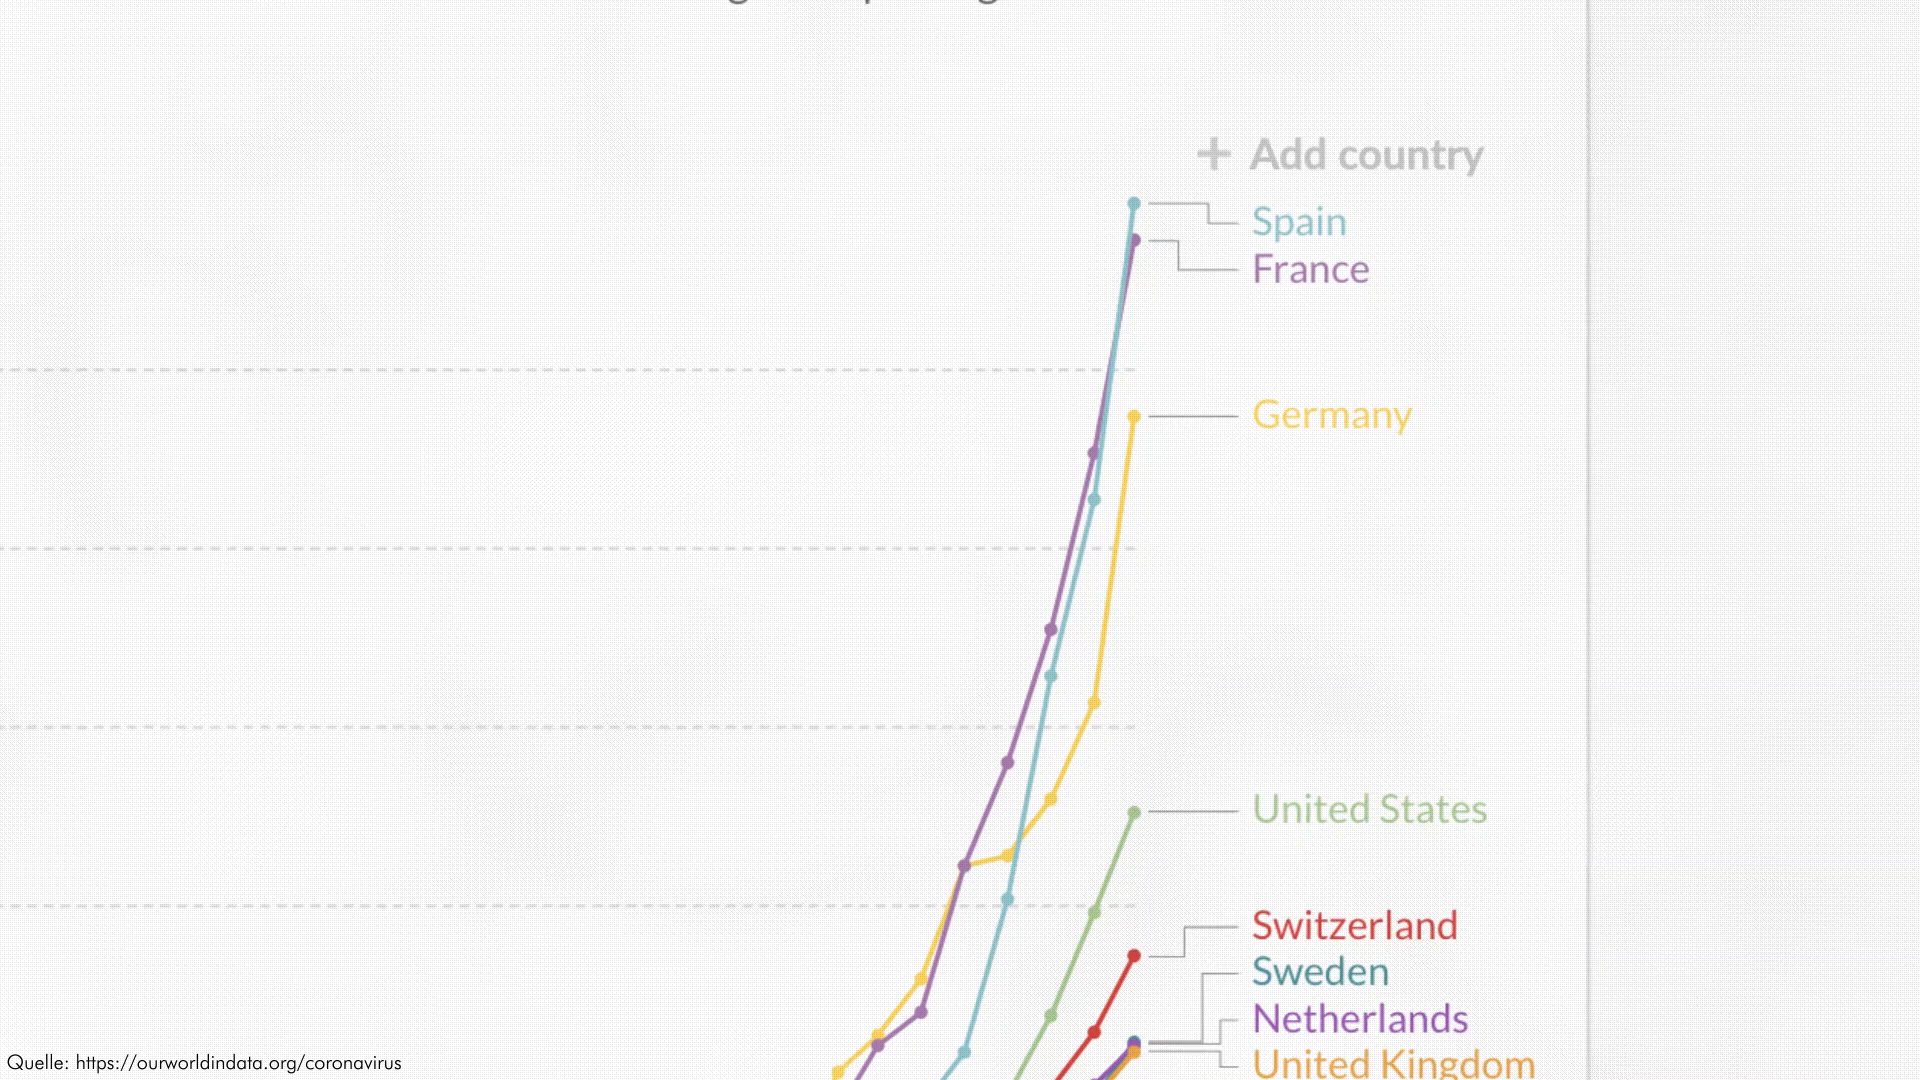 + Add country
Spain
France
Germany
United States
Switzerland
Sweden
Netherlands
United Kingdom
Quelle: https://ourworldindata.org/coronavirus